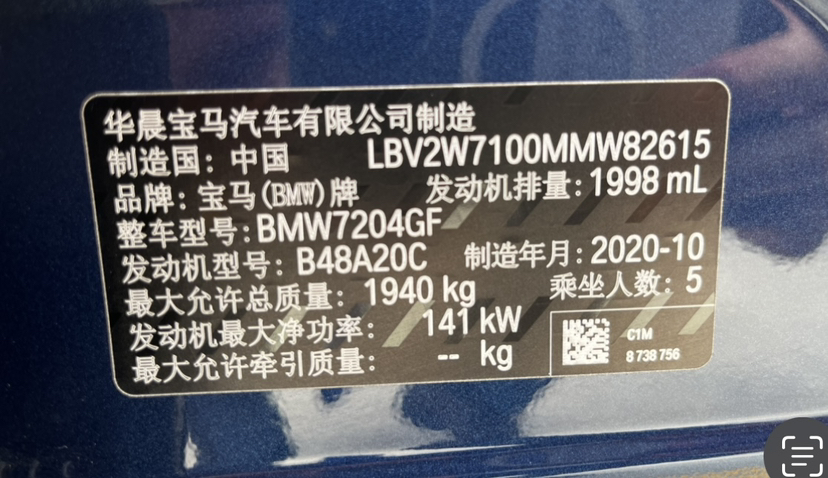 华晨宝马汽车有限公司制造
制造国：中国 LBV2W7100MMW82615
品牌：宝马(BMW)牌 发动机排量：1998 mL
整车型号：BMW7204GF
发动机型号：B48A20C 制造年月：2020-10
最大允许总质量：1940 kg 乘坐人数：5
发动机最大净功率：141 kW
最大允许牵引质量：-- kg
C1M
8 738 756